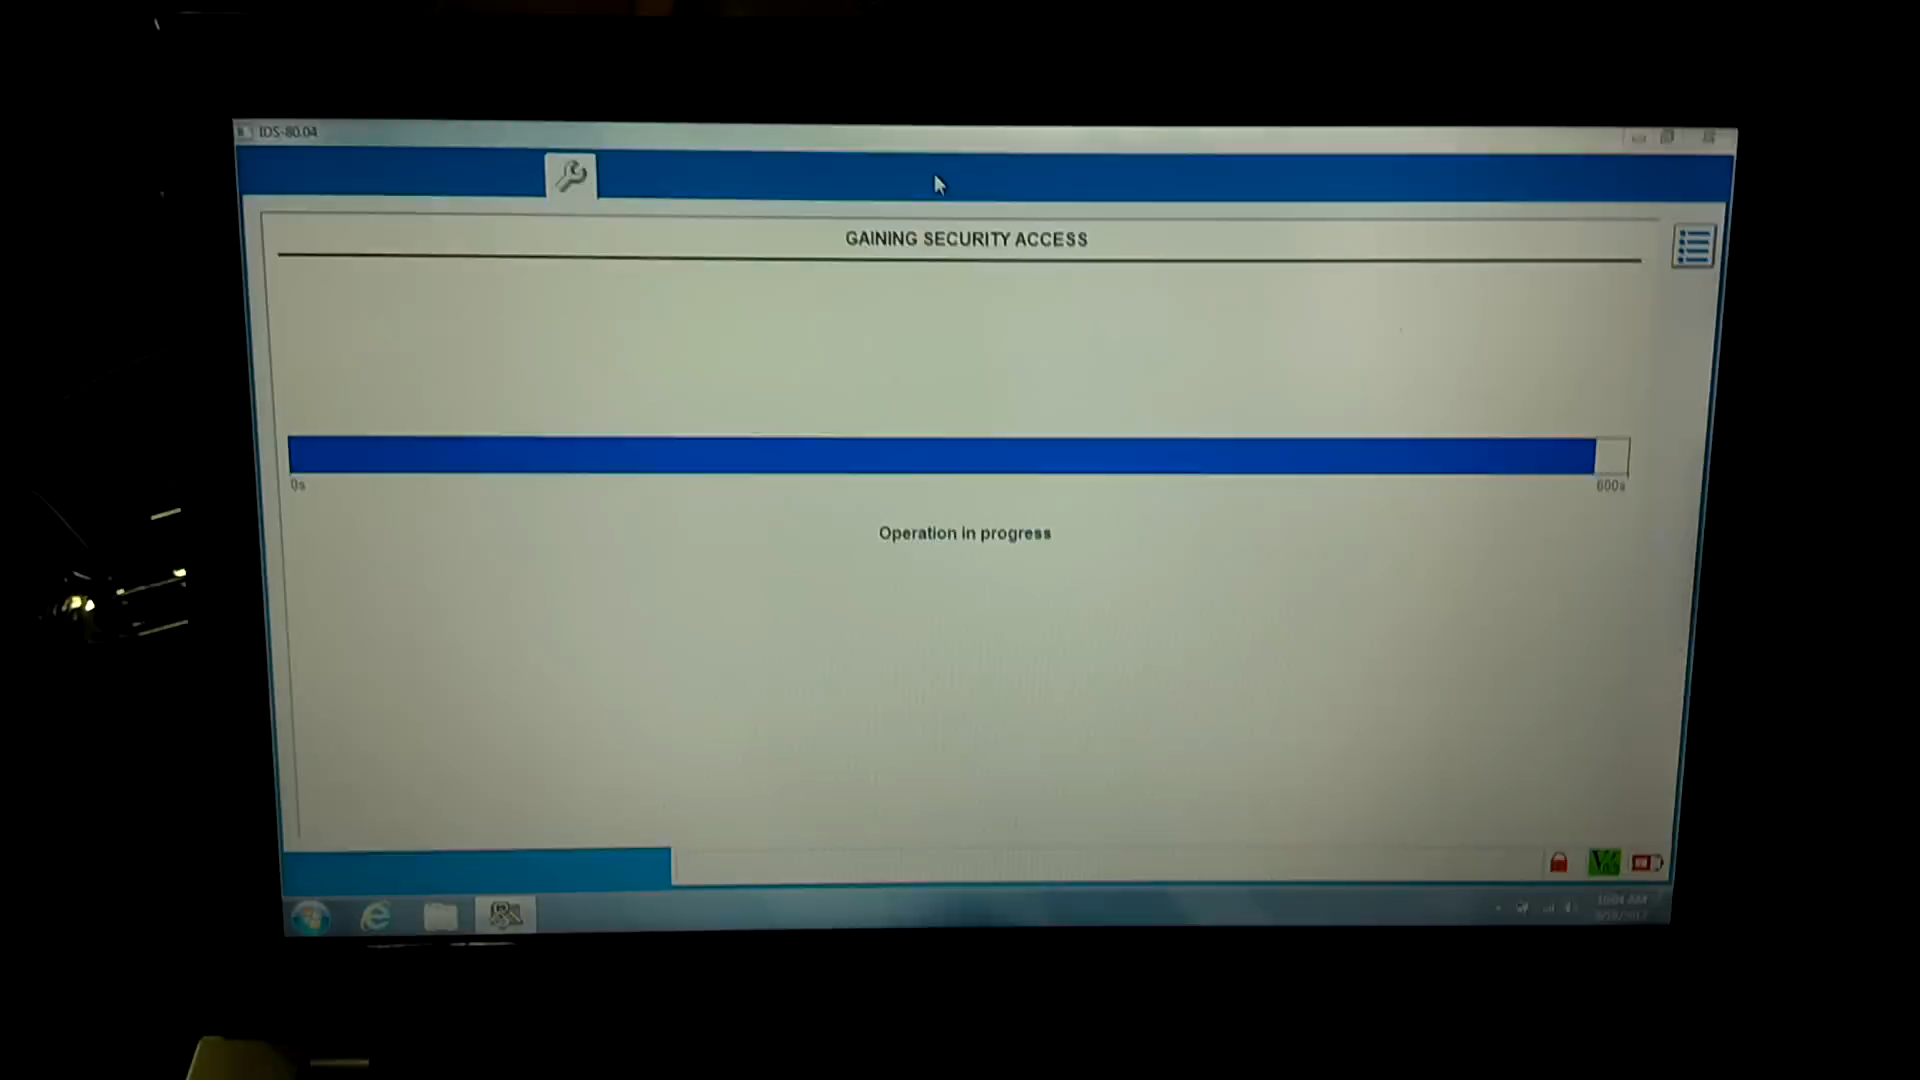 IDS-80.04
GAINING SECURITY ACCESS
0s
600s
Operation in progress